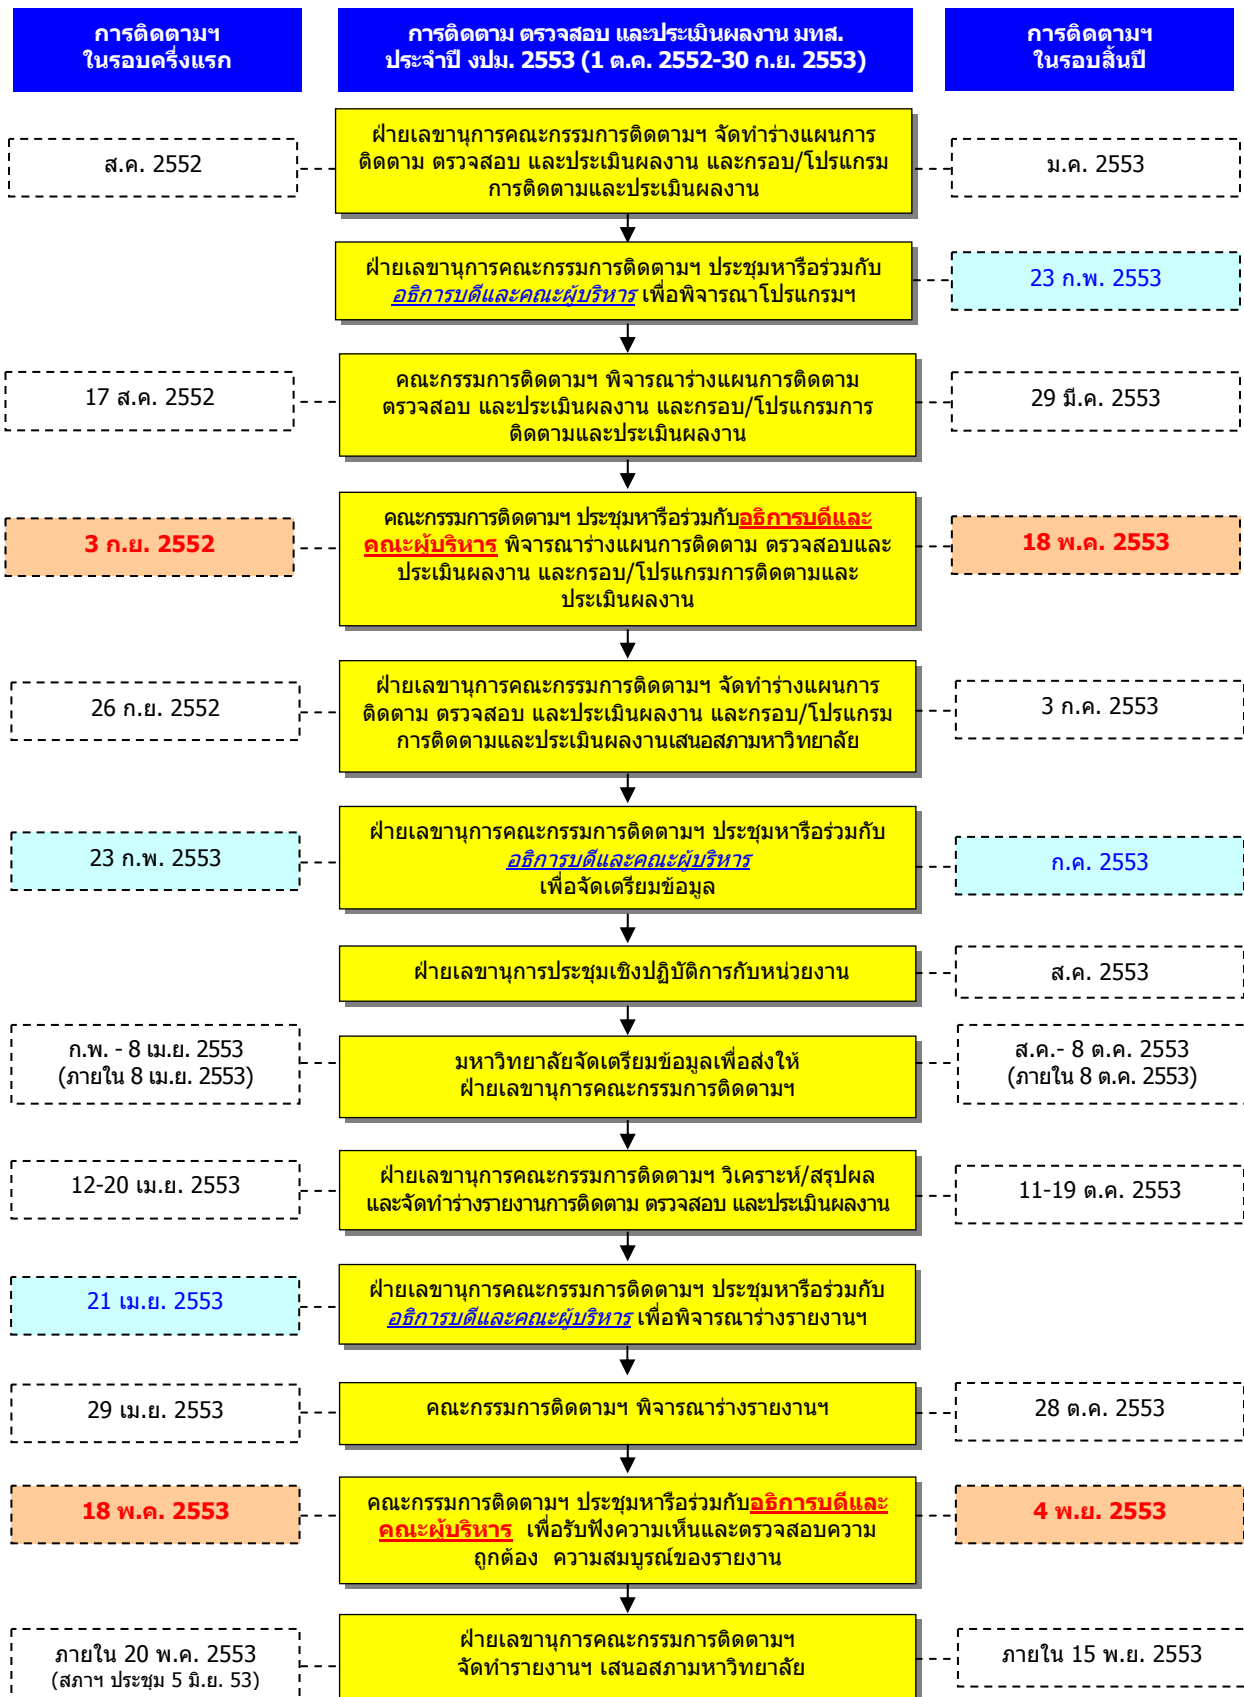 การติดตามฯ
ในรอบครึ่งแรก
การติดตาม ตรวจสอบ และประเมินผลงาน มทส.
ประจำปี งปม. 2553 (1 ต.ค. 2552-30 ก.ย. 2553)
การติดตามฯ
ในรอบสิ้นปี
ส.ค. 2552
ฝ่ายเลขานุการคณะกรรมการติดตามฯ จัดทำร่างแผนการ
ติดตาม ตรวจสอบ และประเมินผลงาน และกรอบ/โปรแกรม
การติดตามและประเมินผลงาน
ม.ค. 2553
ฝ่ายเลขานุการคณะกรรมการติดตามฯ ประชุมหารือร่วมกับ
อธิการบดีและคณะผู้บริหาร เพื่อพิจารณาโปรแกรมฯ
23 ก.พ. 2553
17 ส.ค. 2552
คณะกรรมการติดตามฯ พิจารณาร่างแผนการติดตาม
ตรวจสอบ และประเมินผลงาน และกรอบ/โปรแกรมการ
ติดตามและประเมินผลงาน
29 มี.ค. 2553
3 ก.ย. 2552
คณะกรรมการติดตามฯ ประชุมหารือร่วมกับอธิการบดีและ
คณะผู้บริหาร พิจารณาร่างแผนการติดตาม ตรวจสอบและ
ประเมินผลงาน และกรอบ/โปรแกรมการติดตามและ
ประเมินผลงาน
18 พ.ค. 2553
26 ก.ย. 2552
ฝ่ายเลขานุการคณะกรรมการติดตามฯ จัดทำร่างแผนการ
ติดตาม ตรวจสอบ และประเมินผลงาน และกรอบ/โปรแกรม
การติดตามและประเมินผลงานเสนอสภามหาวิทยาลัย
3 ก.ค. 2553
23 ก.พ. 2553
ฝ่ายเลขานุการคณะกรรมการติดตามฯ ประชุมหารือร่วมกับ
อธิการบดีและคณะผู้บริหาร
เพื่อจัดเตรียมข้อมูล
ก.ค. 2553
ฝ่ายเลขานุการประชุมเชิงปฏิบัติการกับหน่วยงาน
ส.ค. 2553
ก.พ. - 8 เม.ย. 2553
(ภายใน 8 เม.ย. 2553)
มหาวิทยาลัยจัดเตรียมข้อมูลเพื่อส่งให้
ฝ่ายเลขานุการคณะกรรมการติดตามฯ
ส.ค.- 8 ต.ค. 2553
(ภายใน 8 ต.ค. 2553)
12-20 เม.ย. 2553
ฝ่ายเลขานุการคณะกรรมการติดตามฯ วิเคราะห์/สรุปผล
และจัดทำร่างรายงานการติดตาม ตรวจสอบ และประเมินผลงาน
11-19 ต.ค. 2553
21 เม.ย. 2553
ฝ่ายเลขานุการคณะกรรมการติดตามฯ ประชุมหารือร่วมกับ
อธิการบดีและคณะผู้บริหาร เพื่อพิจารณาร่างรายงานฯ
29 เม.ย. 2553
คณะกรรมการติดตามฯ พิจารณาร่างรายงานฯ
28 ต.ค. 2553
18 พ.ค. 2553
คณะกรรมการติดตามฯ ประชุมหารือร่วมกับอธิการบดีและ
คณะผู้บริหาร เพื่อรับฟังความเห็นและตรวจสอบความ
ถูกต้อง ความสมบูรณ์ของรายงาน
4 พ.ย. 2553
ภายใน 20 พ.ค. 2553
(สภาฯ ประชุม 5 มิ.ย. 53)
ฝ่ายเลขานุการคณะกรรมการติดตามฯ
จัดทำรายงานฯ เสนอสภามหาวิทยาลัย
ภายใน 15 พ.ย. 2553